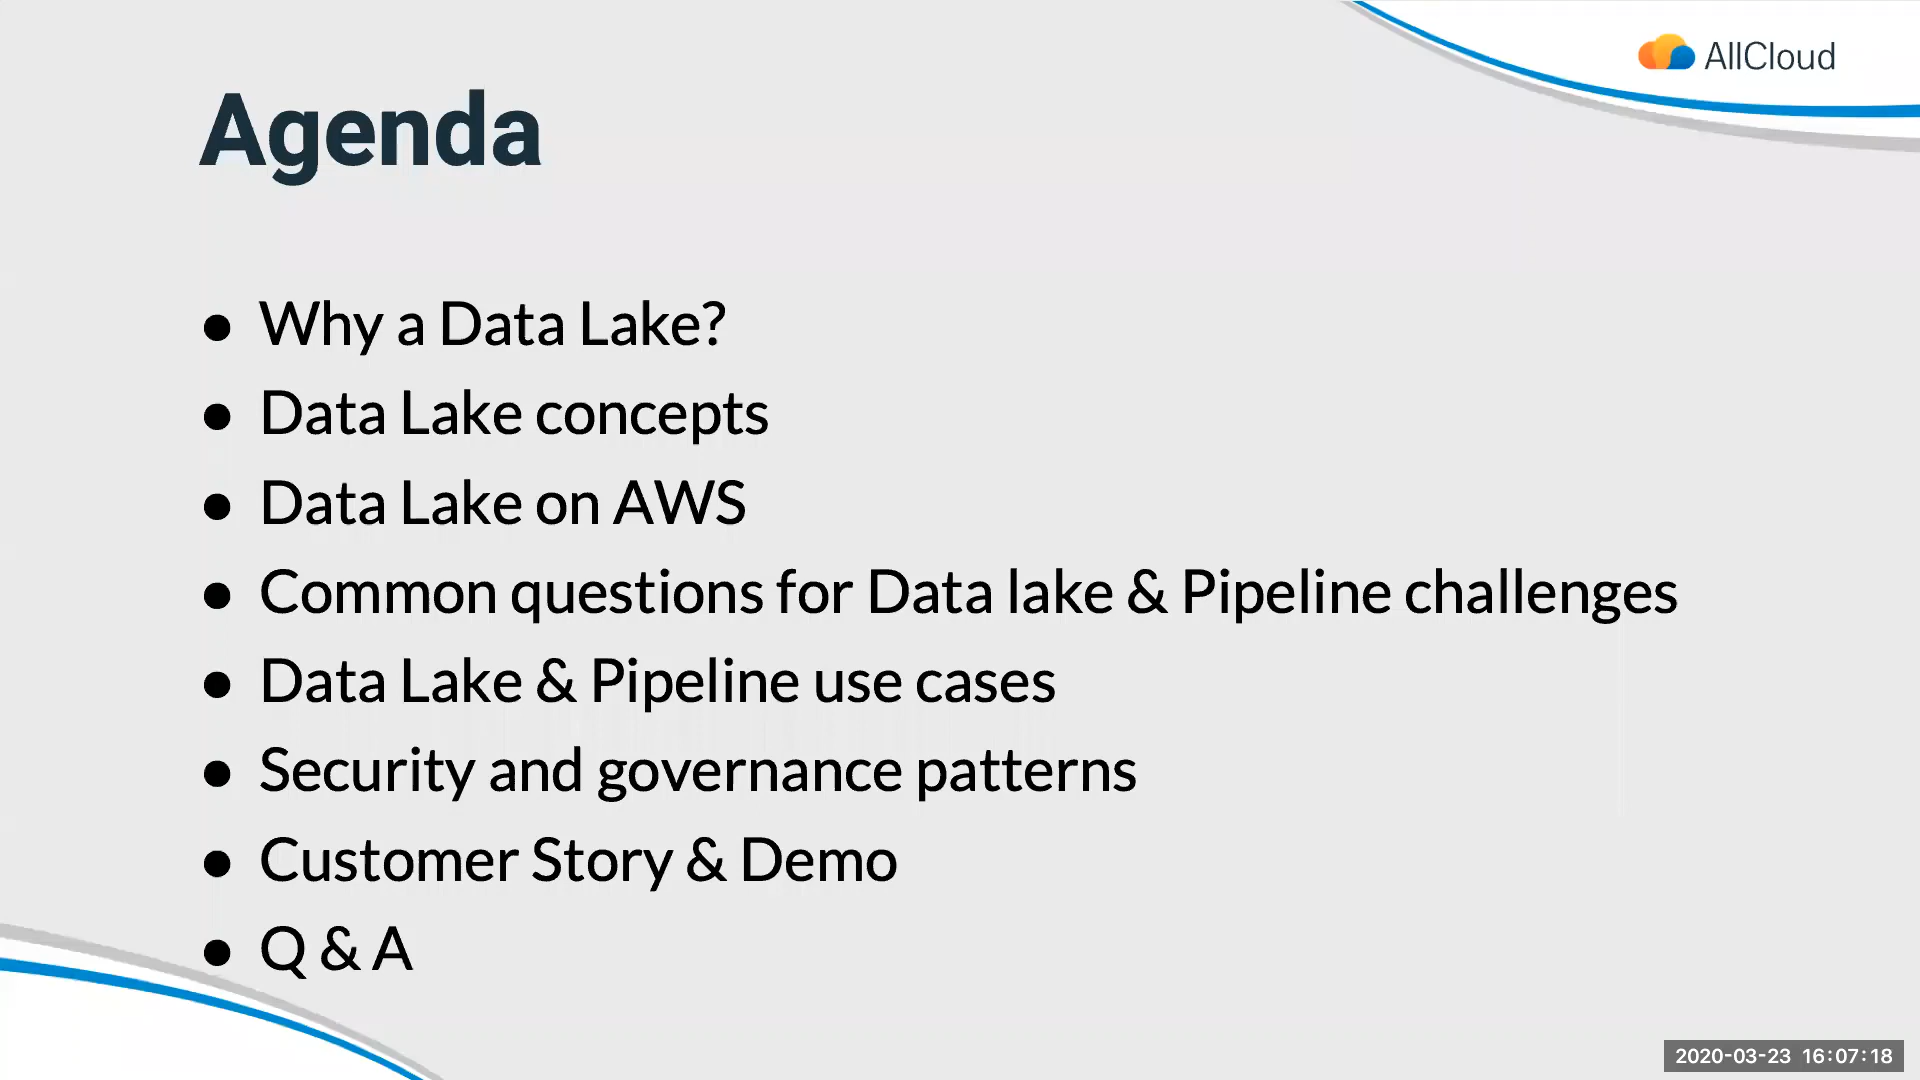 AllCloud
Agenda
● Why a Data Lake?
● Data Lake concepts
● Data Lake on AWS
● Common questions for Data lake & Pipeline challenges
● Data Lake & Pipeline use cases
● Security and governance patterns
● Customer Story & Demo
● Q & A
2020-03-23 16:07:18